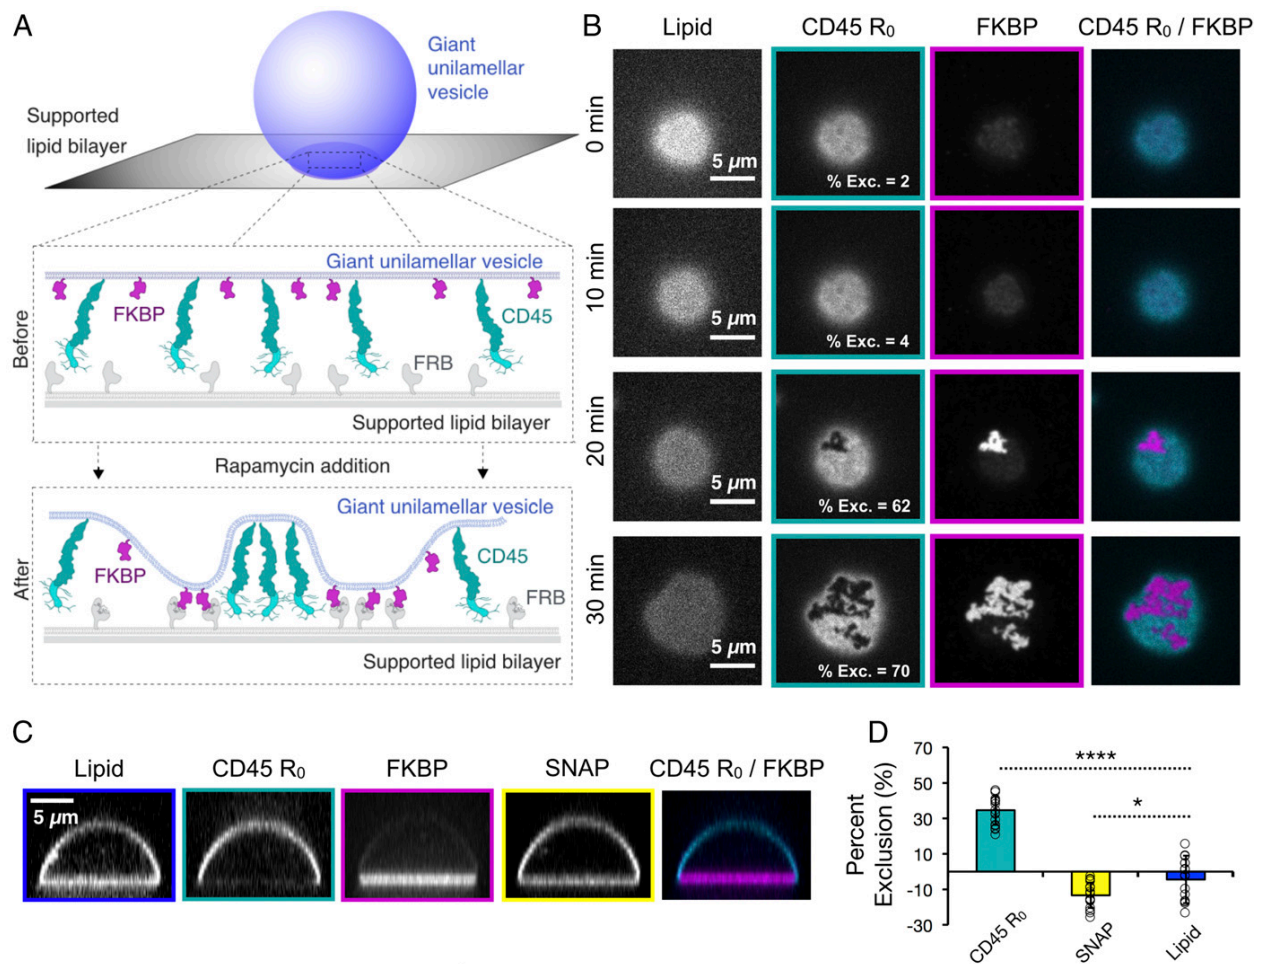 A
Giant
unilamellar
vesicle
Supported
lipid bilayer
Before
Giant unilamellar vesicle
FKBP
CD45
FRB
Supported lipid bilayer
Rapamycin addition
After
Giant unilamellar vesicle
FKBP
CD45
FRB
Supported lipid bilayer
B
Lipid CD45 R₀ FKBP CD45 R₀ / FKBP
0 min
5 µm
% Exc. = 2
10 min
5 µm
% Exc. = 4
20 min
5 µm
% Exc. = 62
30 min
5 µm
% Exc. = 70
C
Lipid CD45 R₀ FKBP SNAP CD45 R₀ / FKBP
5 µm
D
Percent
Exclusion (%)
70
50
30
10
-10
-30
****
*
CD45 R₀
SNAP
Lipid